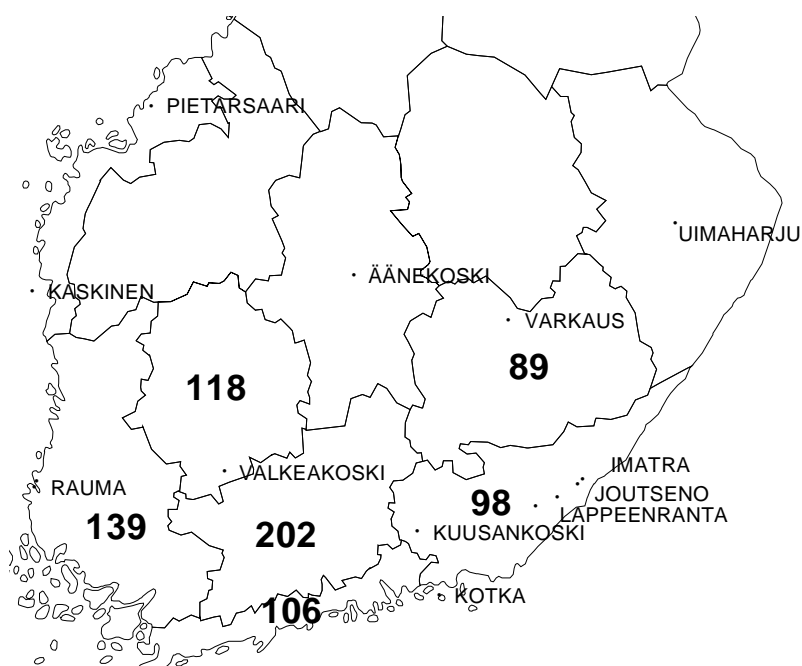 PIETARSAARI
UIMAHARJU
ÄÄNEKOSKI
KASKINEN
VARKAUS
89
118
IMATRA
VALKEAKOSKI
RAUMA
JOUTSENO
98
LAPPEENRANTA
139
202
KUUSANKOSKI
KOTKA
106